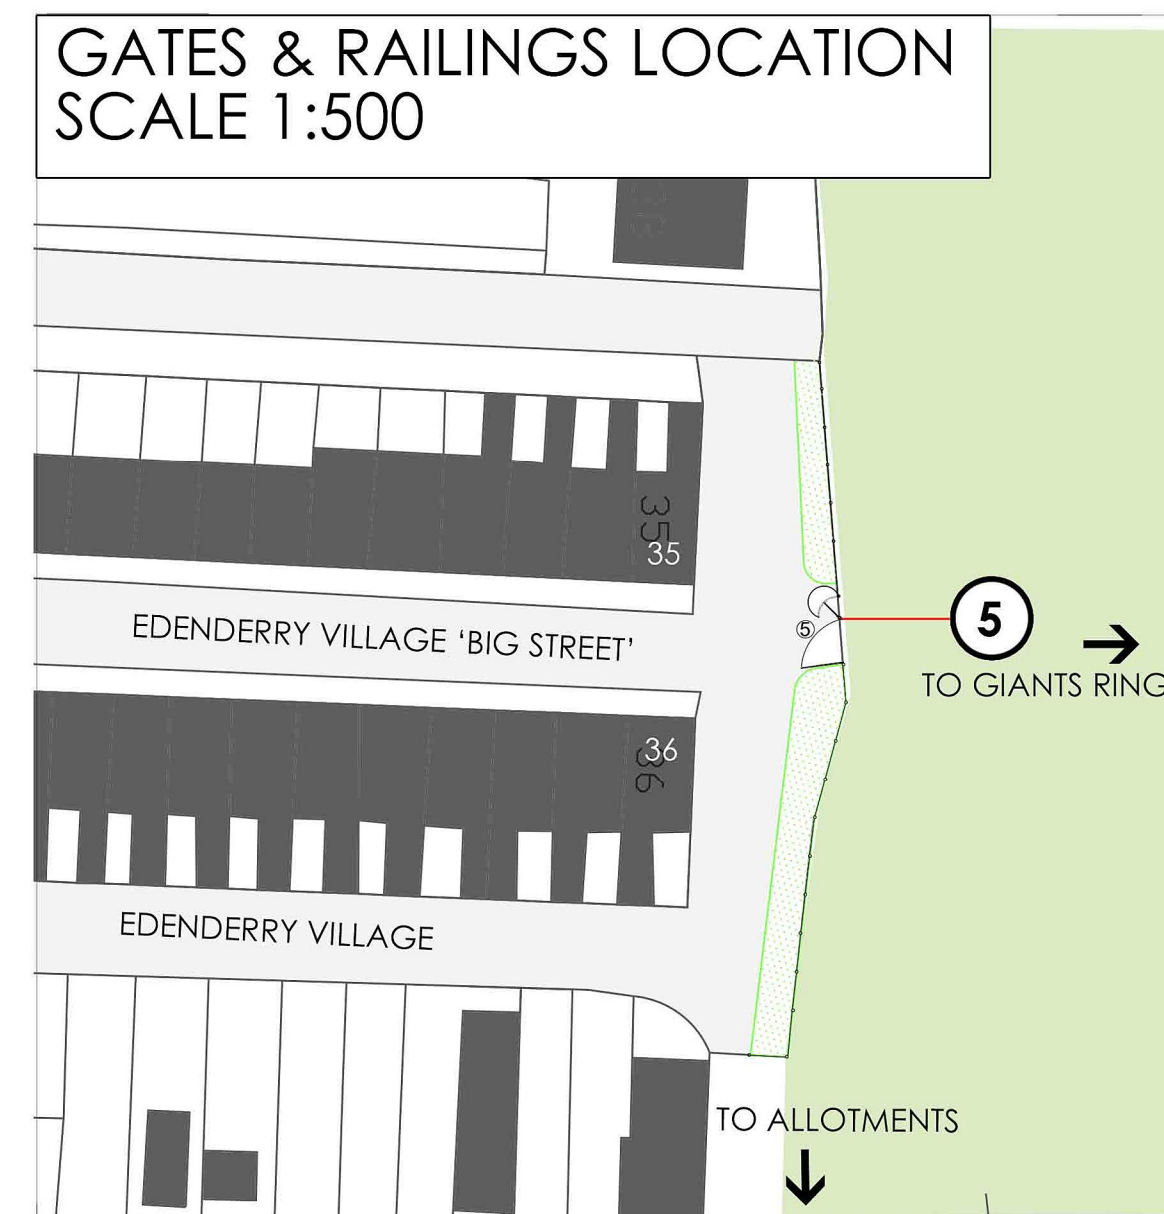 GATES & RAILINGS LOCATION
SCALE 1:500
35
35
EDENDERRY VILLAGE ‘BIG STREET’
5
5
TO GIANTS RING
36
36
EDENDERRY VILLAGE
TO ALLOTMENTS